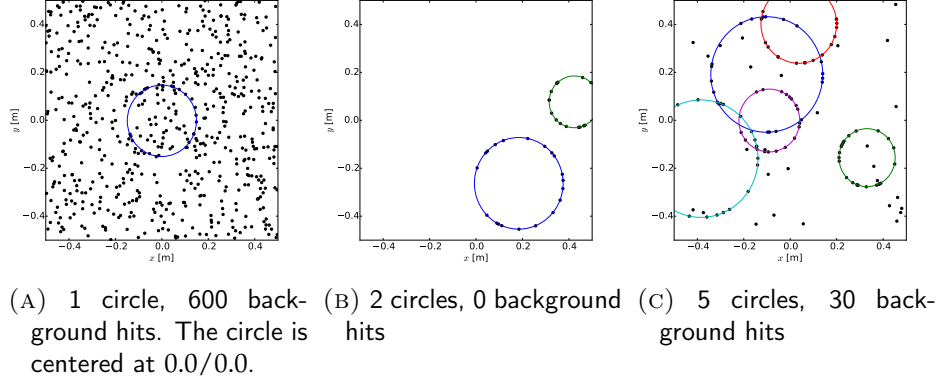 0.4
0.2
0.0
−0.2
−0.4
y [m]
−0.4 −0.2 0.0 0.2 0.4
x [m]
0.4
0.2
0.0
−0.2
−0.4
y [m]
−0.4 −0.2 0.0 0.2 0.4
x [m]
0.4
0.2
0.0
−0.2
−0.4
y [m]
−0.4 −0.2 0.0 0.2 0.4
x [m]
(A) 1 circle, 600 back-
ground hits. The circle is
centered at 0.0/0.0.
(B) 2 circles, 0 background
hits
(C) 5 circles, 30 back-
ground hits